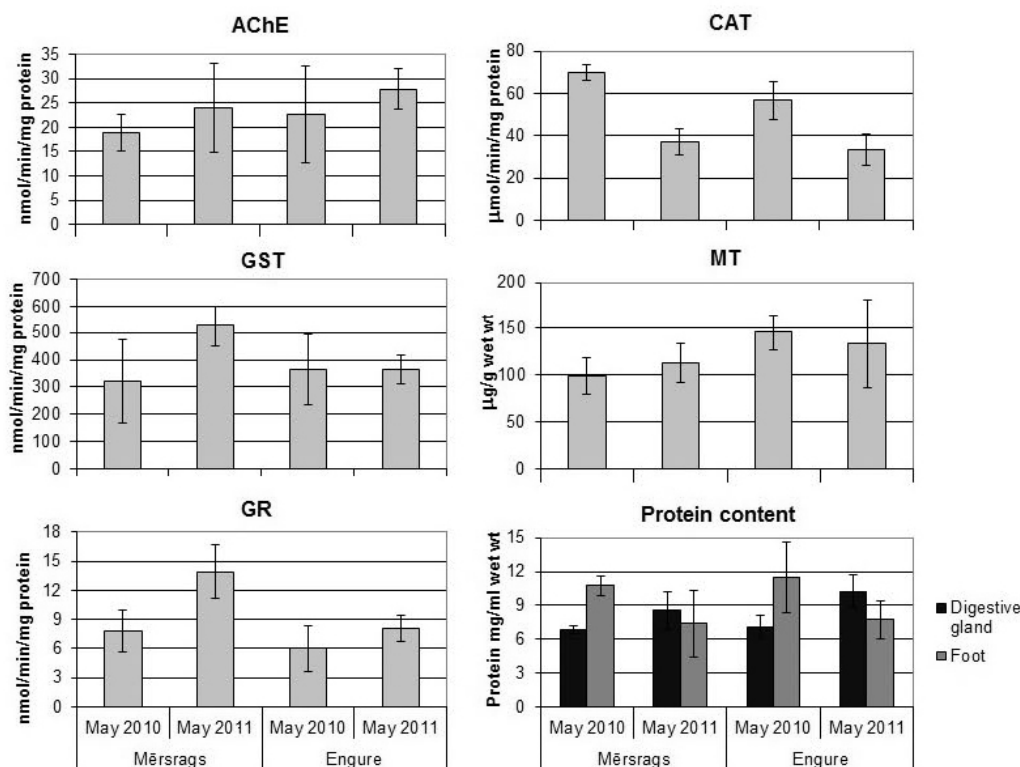 AChE
nmol/min/mg protein
35
30
25
20
15
10
5
0
CAT
µmol/min/mg protein
80
60
40
20
0
GST
nmol/min/mg protein
700
600
500
400
300
200
100
0
MT
µg/g wet wt
200
150
100
50
0
GR
nmol/min/mg protein
18
15
12
9
6
3
0
May 2010 May 2011 May 2010 May 2011
Mērsrags Engure
Protein content
Protein mg/ml wet wt
15
12
9
6
3
0
May 2010 May 2011 May 2010 May 2011
Mērsrags Engure
Digestive
gland
Foot